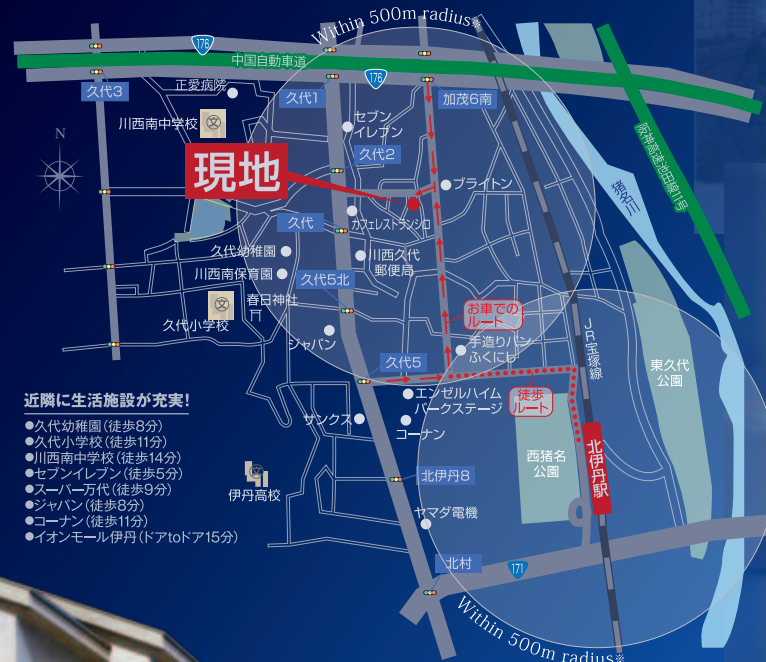 Within 500m radius※
176
中国自動車道
176
正愛病院
久代3
久代1
加茂6南
川西南中学校
セブン
イレブン
N
久代2
阪神高速池田線11号
現地
ブライトン
猪名川
久代
カフェレストランシロ
久代幼稚園
川西久代
郵便局
川西南保育園
久代5北
春日神社
お車での
ルート
久代小学校
ジャパン
手造りパン
ふくにし
JR宝塚線
久代5
東久代
公園
近隣に生活施設が充実!
エンゼルハイム
パークステージ
徒歩
ルート
●久代幼稚園(徒歩8分)
●久代小学校(徒歩11分)
●川西南中学校(徒歩14分)
●セブンイレブン(徒歩5分)
●スーパー万代(徒歩9分)
●ジャパン(徒歩8分)
●コーナン(徒歩11分)
●イオンモール伊丹(ドアtoドア15分)
サンクス
コーナン
西猪名
公園
北伊丹駅
伊丹高校
北伊丹8
ヤマダ電機
北村
171
Within 500m radius※